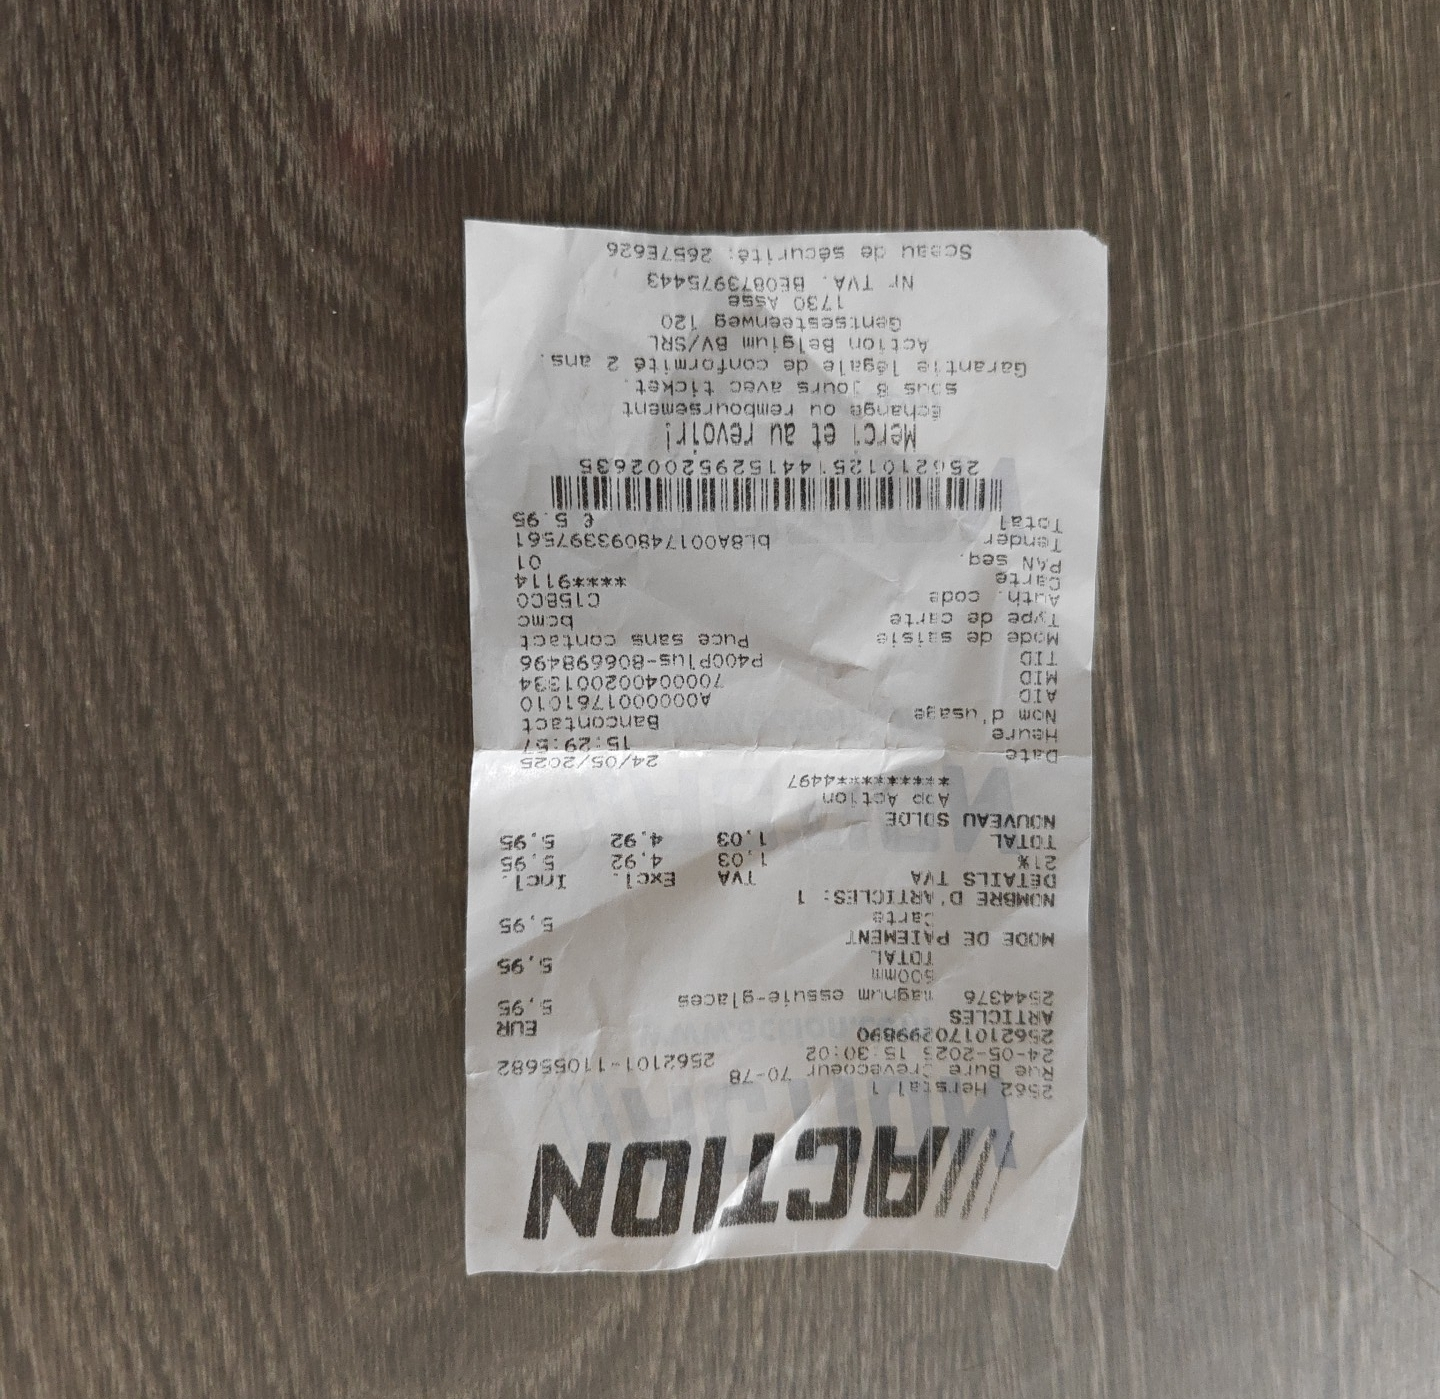 ACTION
2562 Herstal 1
Rue Bure Crevecoeur 70-78
24-05-2025 15:30:02 2562101-11055682
2562101170299890
ARTICLES EUR
2544376 magnum essuie-glaces 5,95
600mm
TOTAL 5,95
MODE DE PAIEMENT
Carte 5,95
NOMBRE D'ARTICLES: 1
DETAILS TVA TVA Excl. Incl.
21% 1,03 4,92 5,95
TOTAL 1,03 4,92 5,95
NOUVEAU SOLDE
App Action
**********4497
Date 24/05/2025
Heure 15:29:57
Nom d'usage Bancontact
AID A0000001761010
MID 700004002001334
TID P400Plus-806698496
Mode de saisie Puce sans contact
Type de carte bcmc
Auth. code C158C0
Carte ****9114
PAN seq. 01
Tender bL8A001748093397561
Total € 5.95
256210125144152952002635
Merci et au revoir!
Échange ou remboursement
sous 8 jours avec ticket.
Garantie légale de conformité 2 ans.
Action Belgium BV/SRL
Gentsesteenweg 120
1730 Asse
Nr TVA. BE0873975443
Sceau de sécurité: 2657E626